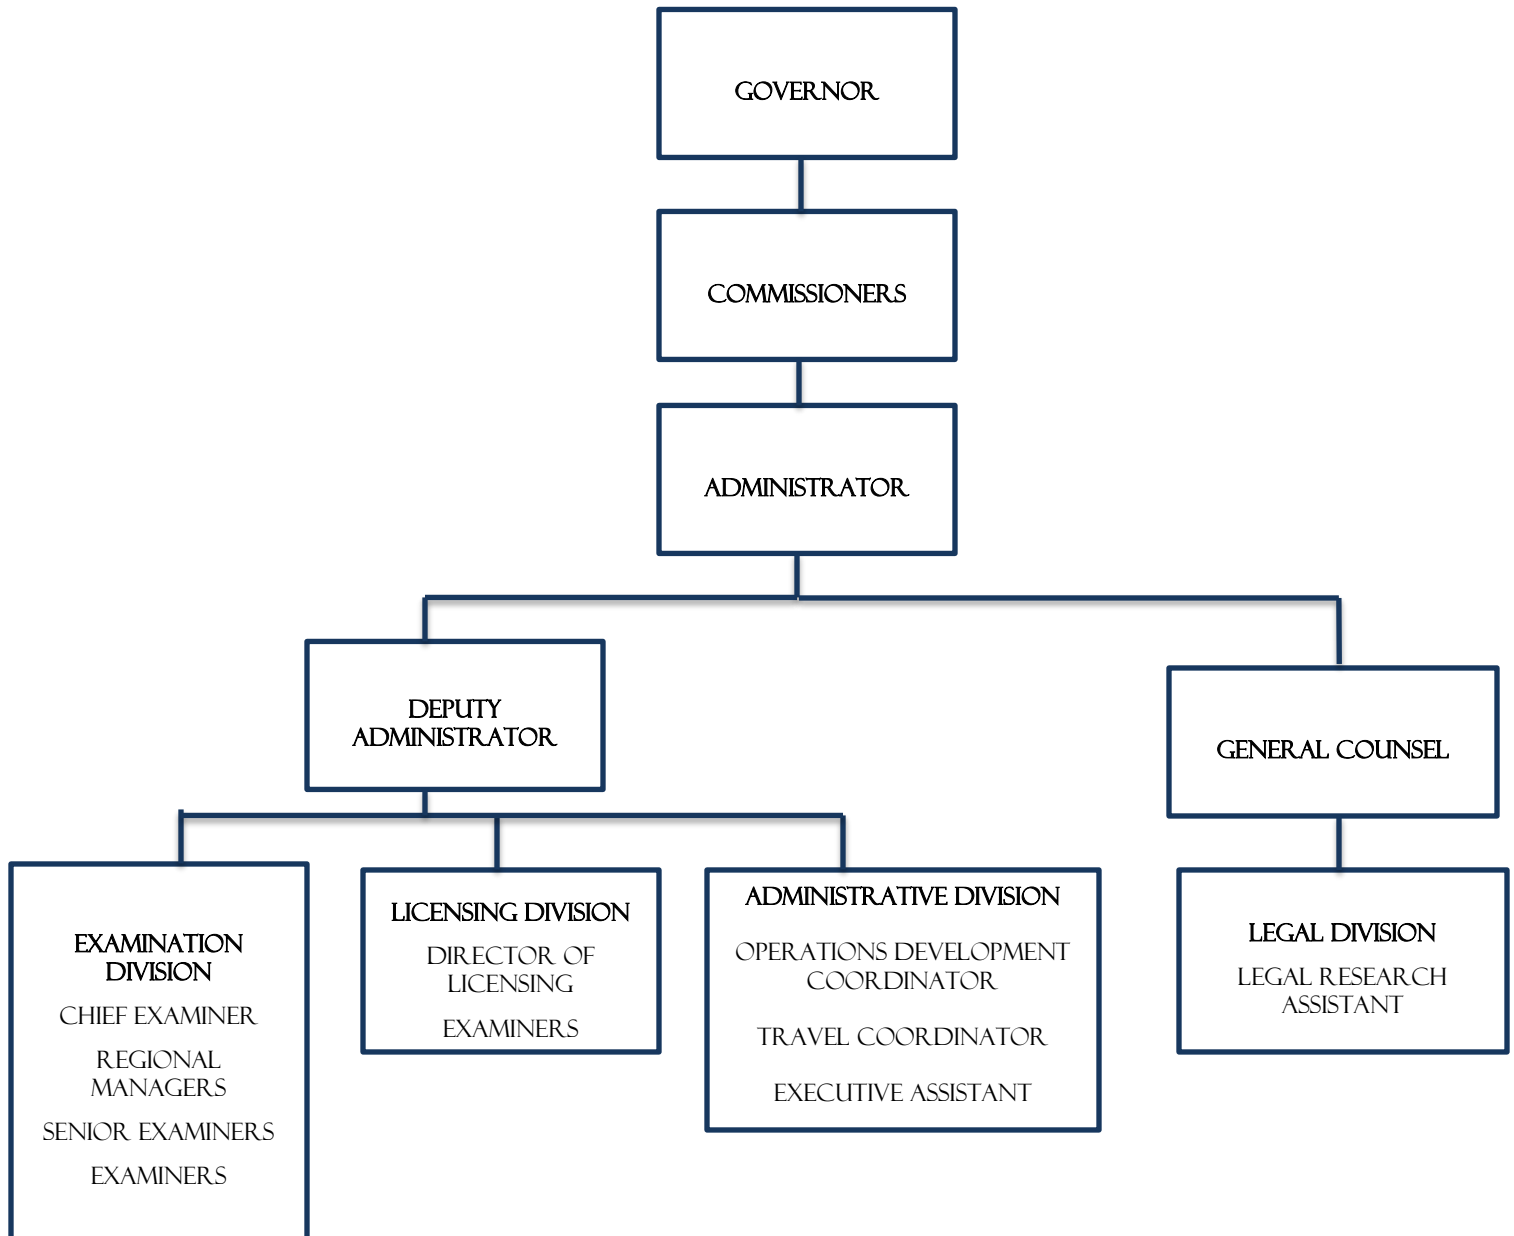 GOVERNOR
COMMISSIONERS
ADMINISTRATOR
DEPUTY
ADMINISTRATOR
GENERAL COUNSEL
EXAMINATION
DIVISION
CHIEF EXAMINER
REGIONAL
MANAGERS
SENIOR EXAMINERS
EXAMINERS
LICENSING DIVISION
DIRECTOR OF
LICENSING
EXAMINERS
ADMINISTRATIVE DIVISION
OPERATIONS DEVELOPMENT
COORDINATOR
TRAVEL COORDINATOR
EXECUTIVE ASSISTANT
LEGAL DIVISION
LEGAL RESEARCH
ASSISTANT